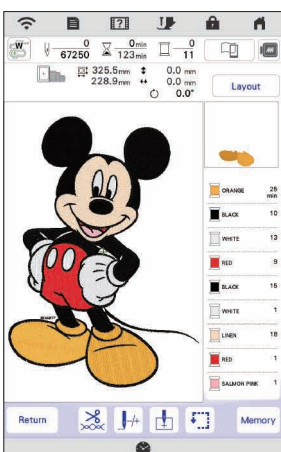 W
0 0min 0
67250 123min 11
325.5mm 0.0 mm
228.9mm 0.0 mm
0.0°
Layout
ORANGE 25 min
BLACK 10
WHITE 13
RED 9
BLACK 15
WHITE 1
LINEN 18
RED 1
SALMON PINK 1
Return
Memory